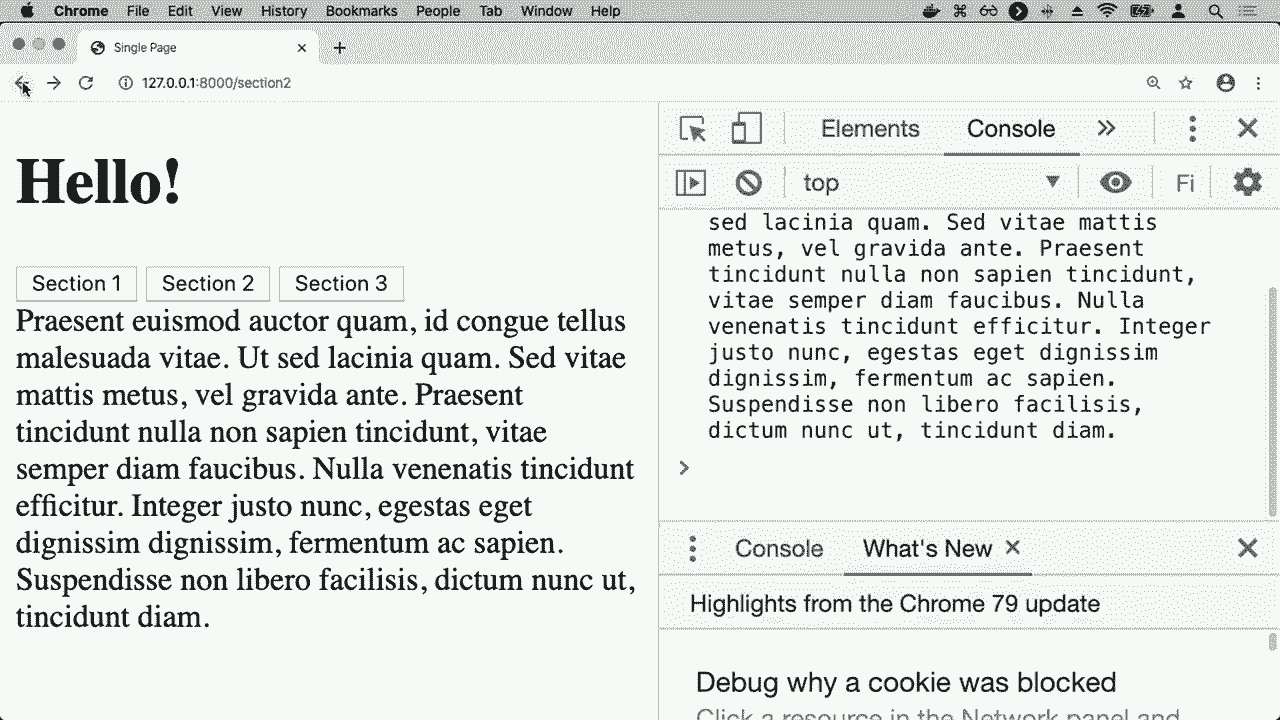 Chrome File Edit View History Bookmarks People Tab Window Help
Single Page
127.0.0.1:8000/section2
Hello!
Section 1 Section 2 Section 3
Praesent euismod auctor quam, id congue tellus
malesuada vitae. Ut sed lacinia quam. Sed vitae
mattis metus, vel gravida ante. Praesent
tincidunt nulla non sapien tincidunt, vitae
semper diam faucibus. Nulla venenatis tincidunt
efficitur. Integer justo nunc, egestas eget
dignissim dignissim, fermentum ac sapien.
Suspendisse non libero facilisis, dictum nunc ut,
tincidunt diam.
Elements Console
top Fi
sed lacinia quam. Sed vitae mattis
metus, vel gravida ante. Praesent
tincidunt nulla non sapien tincidunt,
vitae semper diam faucibus. Nulla
venenatis tincidunt efficitur. Integer
justo nunc, egestas eget dignissim
dignissim, fermentum ac sapien.
Suspendisse non libero facilisis,
dictum nunc ut, tincidunt diam.
Console What's New
Highlights from the Chrome 79 update
Debug why a cookie was blocked
Click a resource in the Network panel and